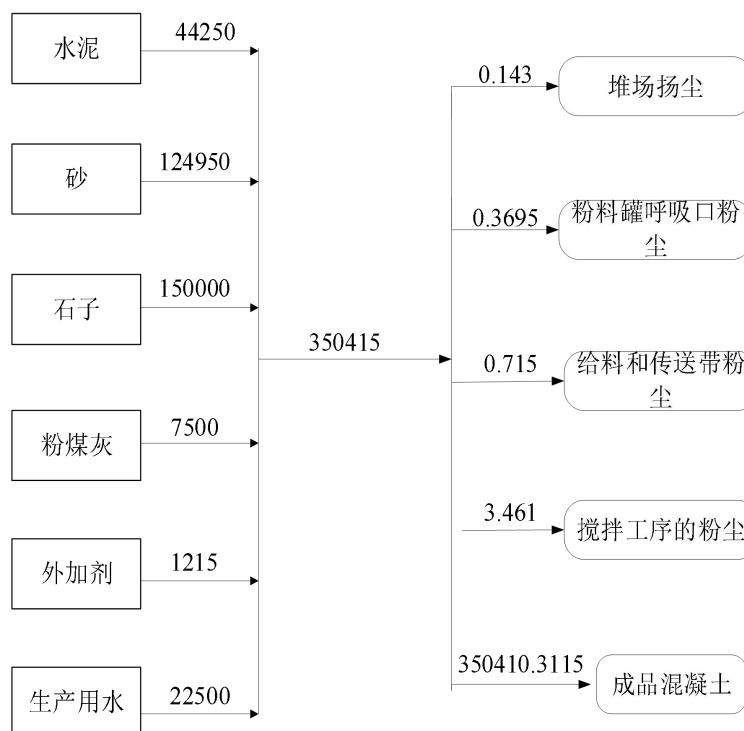 水泥
44250
砂
124950
石子
150000
粉煤灰
7500
外加剂
1215
生产用水
22500
350415
0.143
堆场扬尘
0.3695
粉料罐呼吸口粉
尘
0.715
给料和传送带粉
尘
3.461
搅拌工序的粉尘
350410.3115
成品混凝土